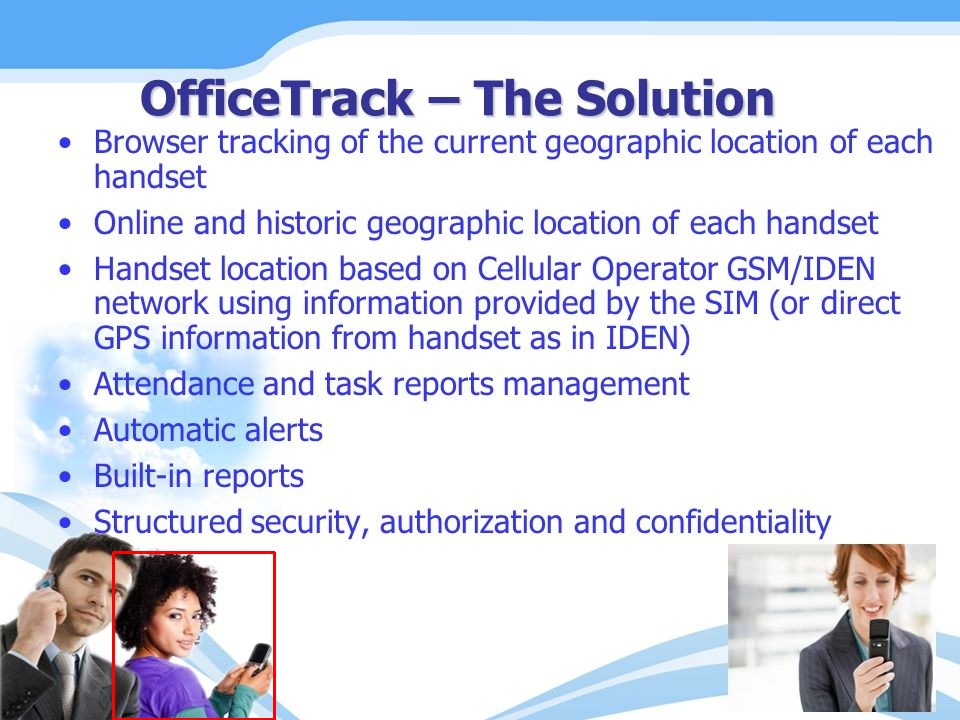 OfficeTrack – The Solution
• Browser tracking of the current geographic location of each
handset
• Online and historic geographic location of each handset
• Handset location based on Cellular Operator GSM/IDEN
network using information provided by the SIM (or direct
GPS information from handset as in IDEN)
• Attendance and task reports management
• Automatic alerts
• Built-in reports
• Structured security, authorization and confidentiality